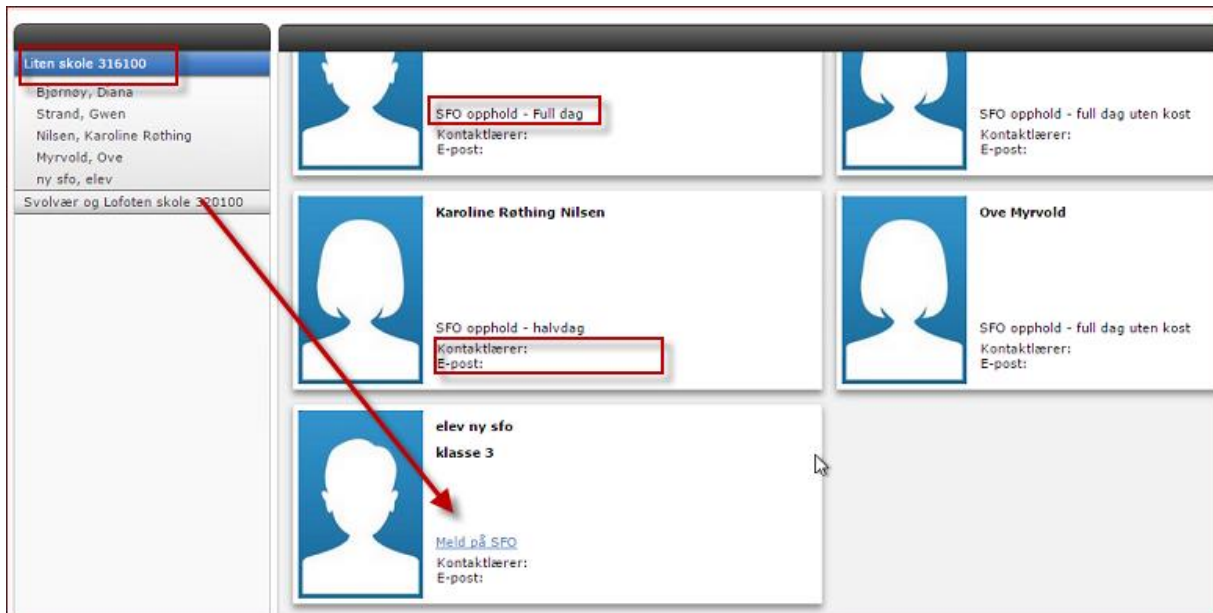 Liten skole 316100
Bjørnøy, Diana
Strand, Gwen
Nilsen, Karoline Røthing
Myrvold, Ove
ny sfo, elev
Svolvær og Lofoten skole 320100
SFO opphold - Full dag
Kontaktlærer:
E-post:
SFO opphold - full dag uten kost
Kontaktlærer:
E-post:
Karoline Røthing Nilsen
SFO opphold - halvdag
Kontaktlærer:
E-post:
Ove Myrvold
SFO opphold - full dag uten kost
Kontaktlærer:
E-post:
elev ny sfo
klasse 3
Meld på SFO
Kontaktlærer:
E-post: